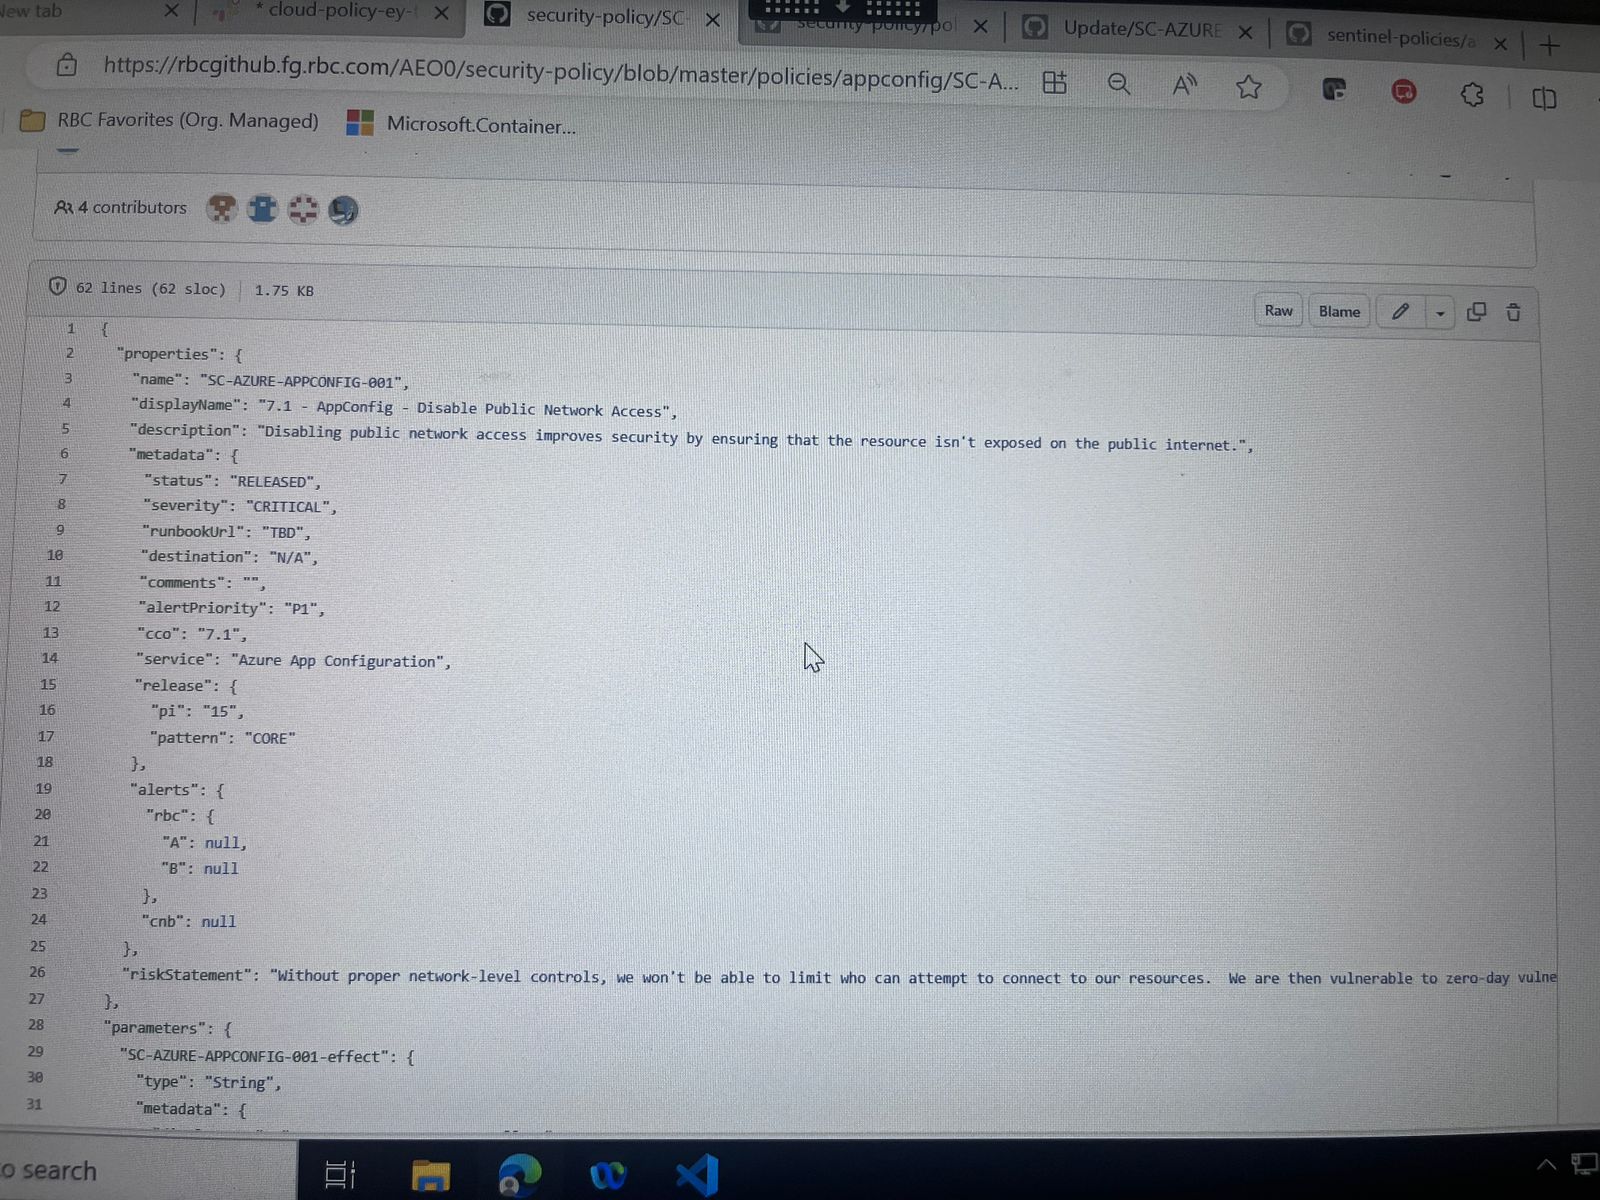 New tab
* cloud-policy-ey-t
security-policy/SC-
security-policy/pol
Update/SC-AZURE
sentinel-policies/a
https://rbcgithub.fg.rbc.com/AEO0/security-policy/blob/master/policies/appconfig/SC-A...
RBC Favorites (Org. Managed)
Microsoft.Container...
4 contributors
62 lines (62 sloc) | 1.75 KB
Raw
Blame
1 {
2 "properties": {
3 "name": "SC-AZURE-APPCONFIG-001",
4 "displayName": "7.1 - AppConfig - Disable Public Network Access",
5 "description": "Disabling public network access improves security by ensuring that the resource isn't exposed on the public internet.",
6 "metadata": {
7 "status": "RELEASED",
8 "severity": "CRITICAL",
9 "runbookUrl": "TBD",
10 "destination": "N/A",
11 "comments": "",
12 "alertPriority": "P1",
13 "cco": "7.1",
14 "service": "Azure App Configuration",
15 "release": {
16 "pi": "15",
17 "pattern": "CORE"
18 },
19 "alerts": {
20 "rbc": {
21 "A": null,
22 "B": null
23 },
24 "cnb": null
25 },
26 "riskStatement": "Without proper network-level controls, we won't be able to limit who can attempt to connect to our resources.  We are then vulnerable to zero-day vulne
27 },
28 "parameters": {
29 "SC-AZURE-APPCONFIG-001-effect": {
30 "type": "String",
31 "metadata": {
o search